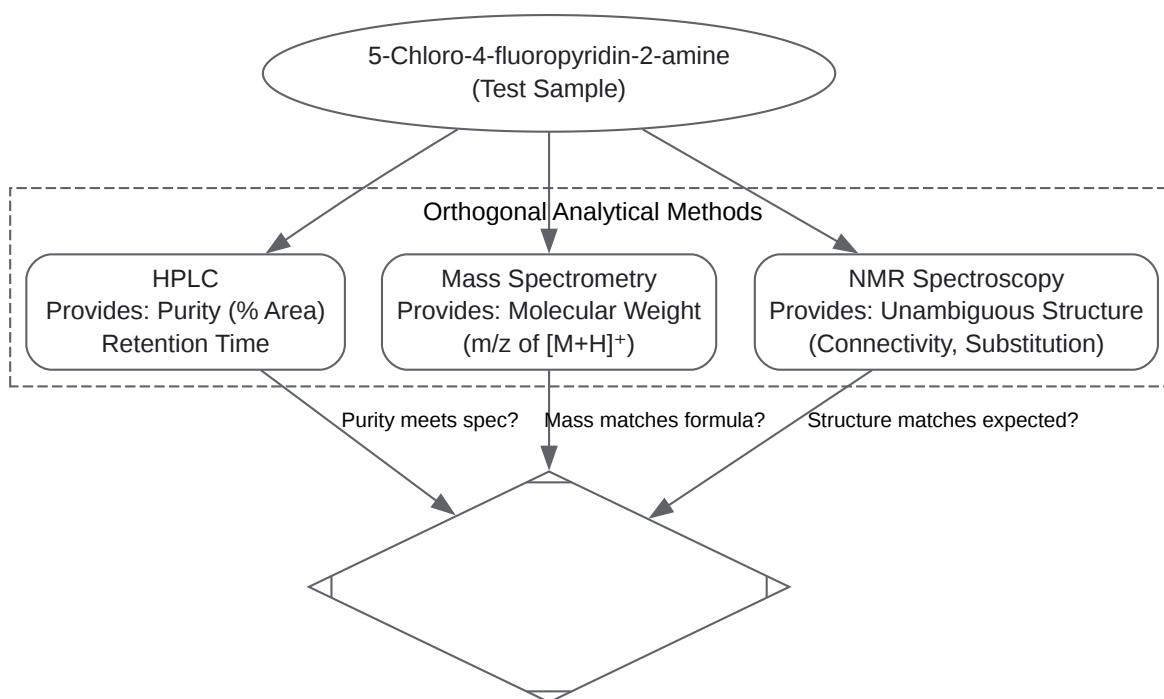 5-Chloro-4-fluoropyridin-2-amine
(Test Sample)
Orthogonal Analytical Methods
HPLC
Provides: Purity (% Area)
Retention Time
Mass Spectrometry
Provides: Molecular Weight
(m/z of [M+H]⁺)
NMR Spectroscopy
Provides: Unambiguous Structure
(Connectivity, Substitution)
Purity meets spec?
Mass matches formula?
Structure matches expected?